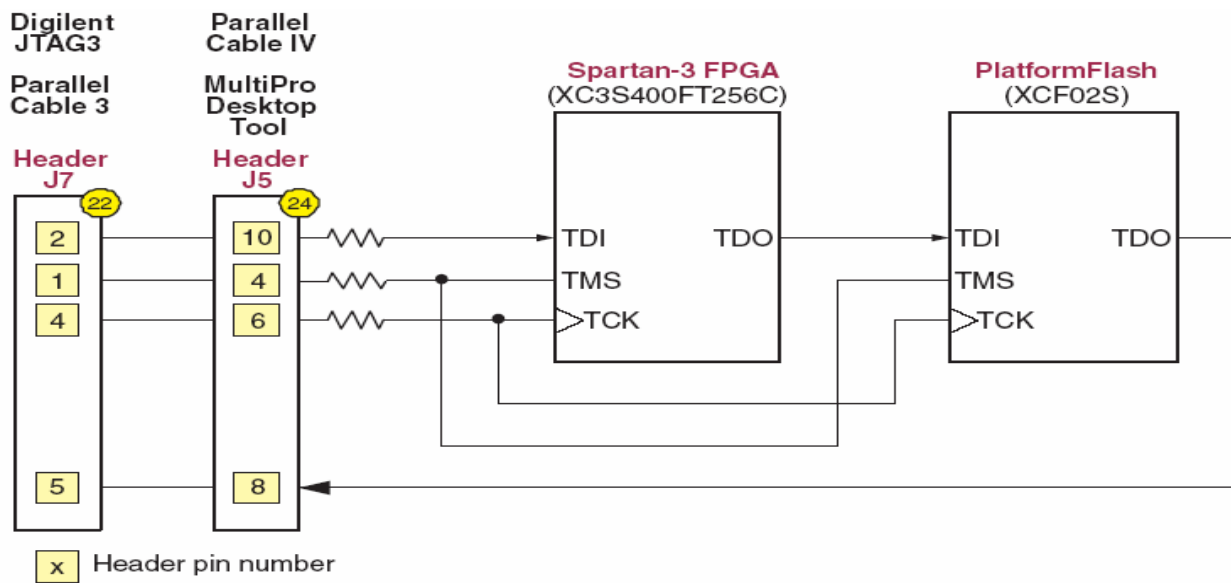 Digilent
JTAG3
Parallel
Cable 3
Header
J7
22
2
1
4
5
Parallel
Cable IV
MultiPro
Desktop
Tool
Header
J5
24
10
4
6
8
Spartan-3 FPGA
(XC3S400FT256C)
TDI
TDO
TMS
TCK
PlatformFlash
(XCF02S)
TDI
TDO
TMS
TCK
x Header pin number